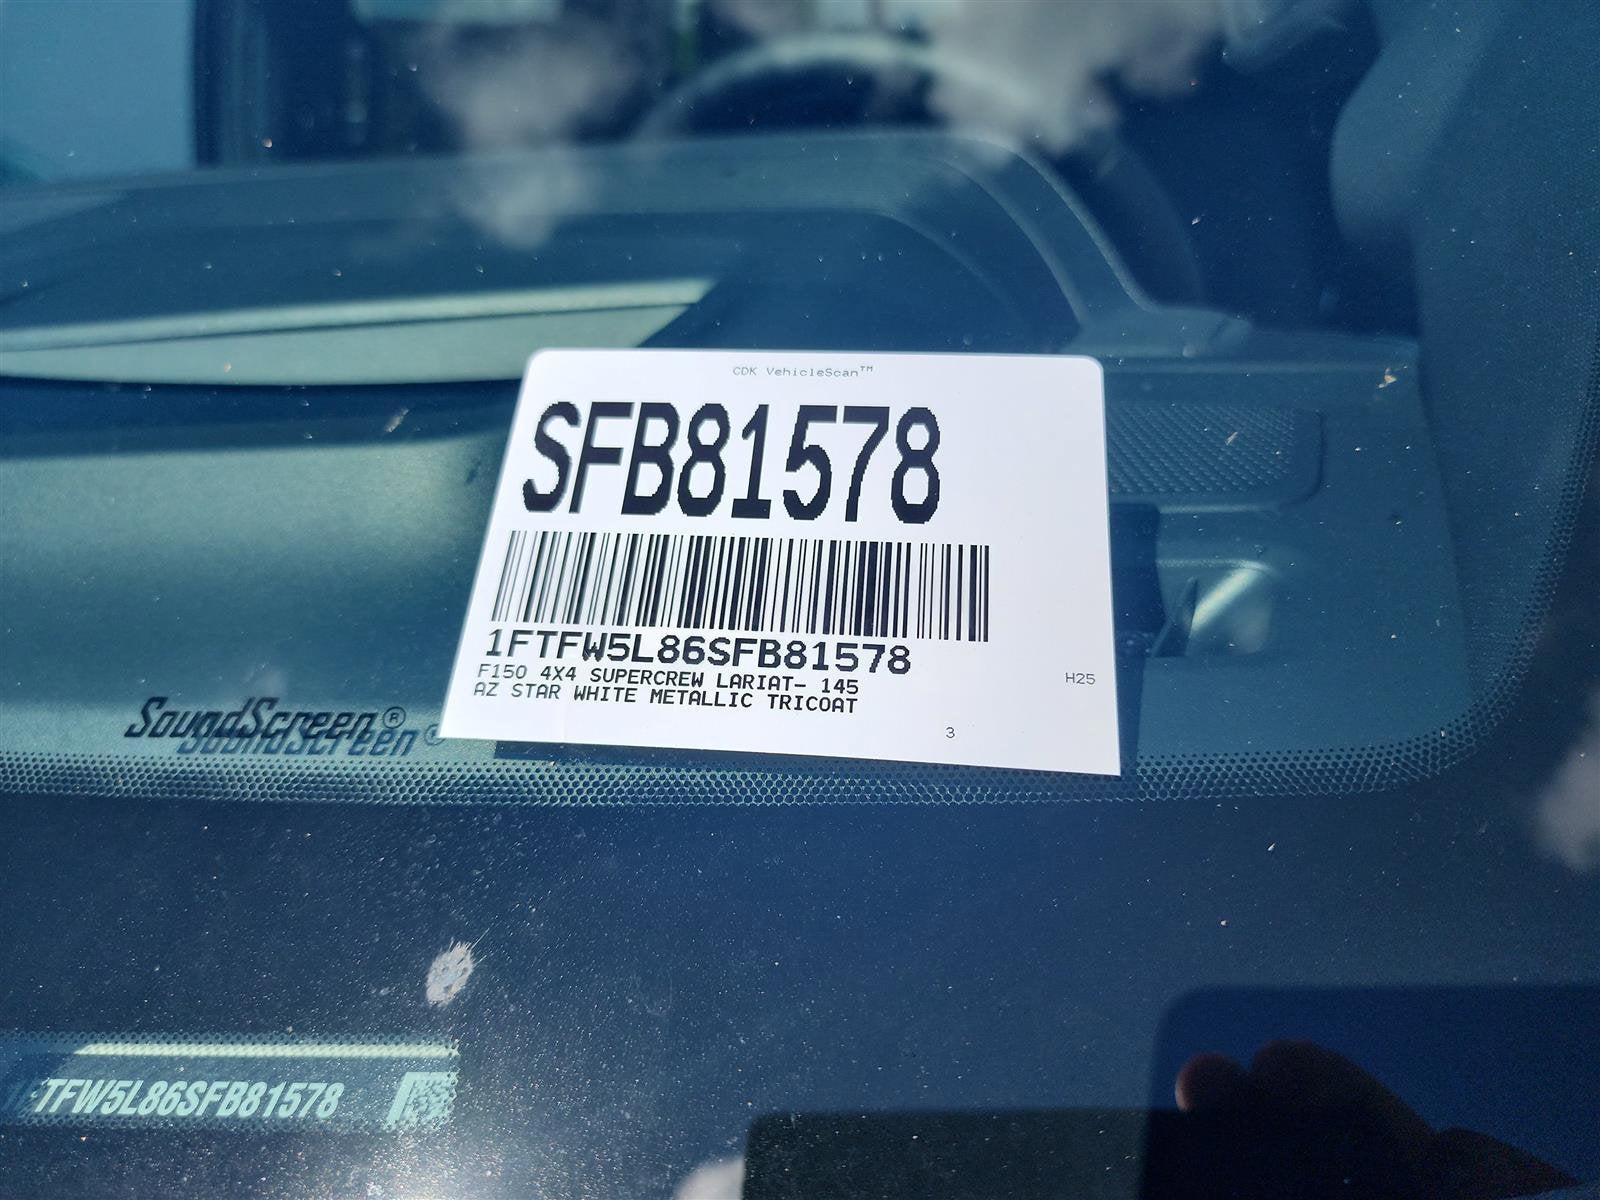 CDK VehicleScan™
SFB81578
1FTFW5L86SFB81578
F150 4X4 SUPERCREW LARIAT- 145
AZ STAR WHITE METALLIC TRICOAT
H25
3
SoundScreen®
TFW5L86SFB81578